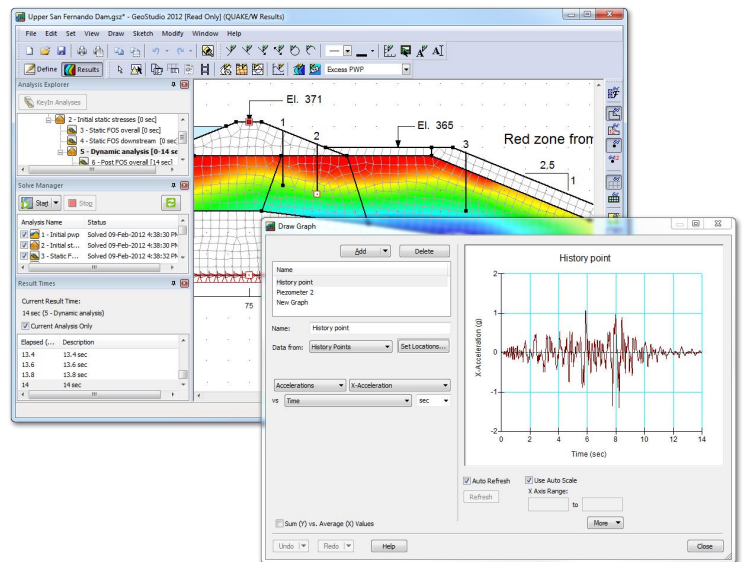 Upper San Fernando Dam.gsz* - GeoStudio 2012 [Read Only] (QUAKE/W Results)
File Edit Set View Draw Sketch Modify Window Help
Define Results Excess PWP
Analysis Explorer
KeyIn Analyses
2 - Initial static stresses [0 sec]
3 - Static FOS overall [0 sec]
4 - Static FOS downstream [0 sec
5 - Dynamic analysis [0-14 se
6 - Post FOS overall [14 sec]
Solve Manager
Start Stop
Analysis Name Status
1 - Initial pwp Solved 09-Feb-2012 4:38:30 PM
2 - Initial st... Solved 09-Feb-2012 4:38:30 PM
3 - Static F... Solved 09-Feb-2012 4:38:32 PM
Result Times
Current Result Time:
14 sec (5 - Dynamic analysis)
Current Analysis Only
Elapsed (... Description
13.4 13.4 sec
13.6 13.6 sec
13.8 13.8 sec
14 14 sec
El. 371
1
2
El. 365
3
Red zone from
2.5
1
75
Draw Graph
Add Delete
Name
History point
Piezometer 2
New Graph
Name: History point
Data from: History Points Set Locations...
Accelerations X-Acceleration
vs Time sec
Sum (Y) vs. Average (X) Values
Undo Redo Help
History point
X-Acceleration (g)
2
1
0
-1
-2
0 2 4 6 8 10 12 14
Time (sec)
Auto Refresh Use Auto Scale
Refresh X Axis Range:
to
More
Close